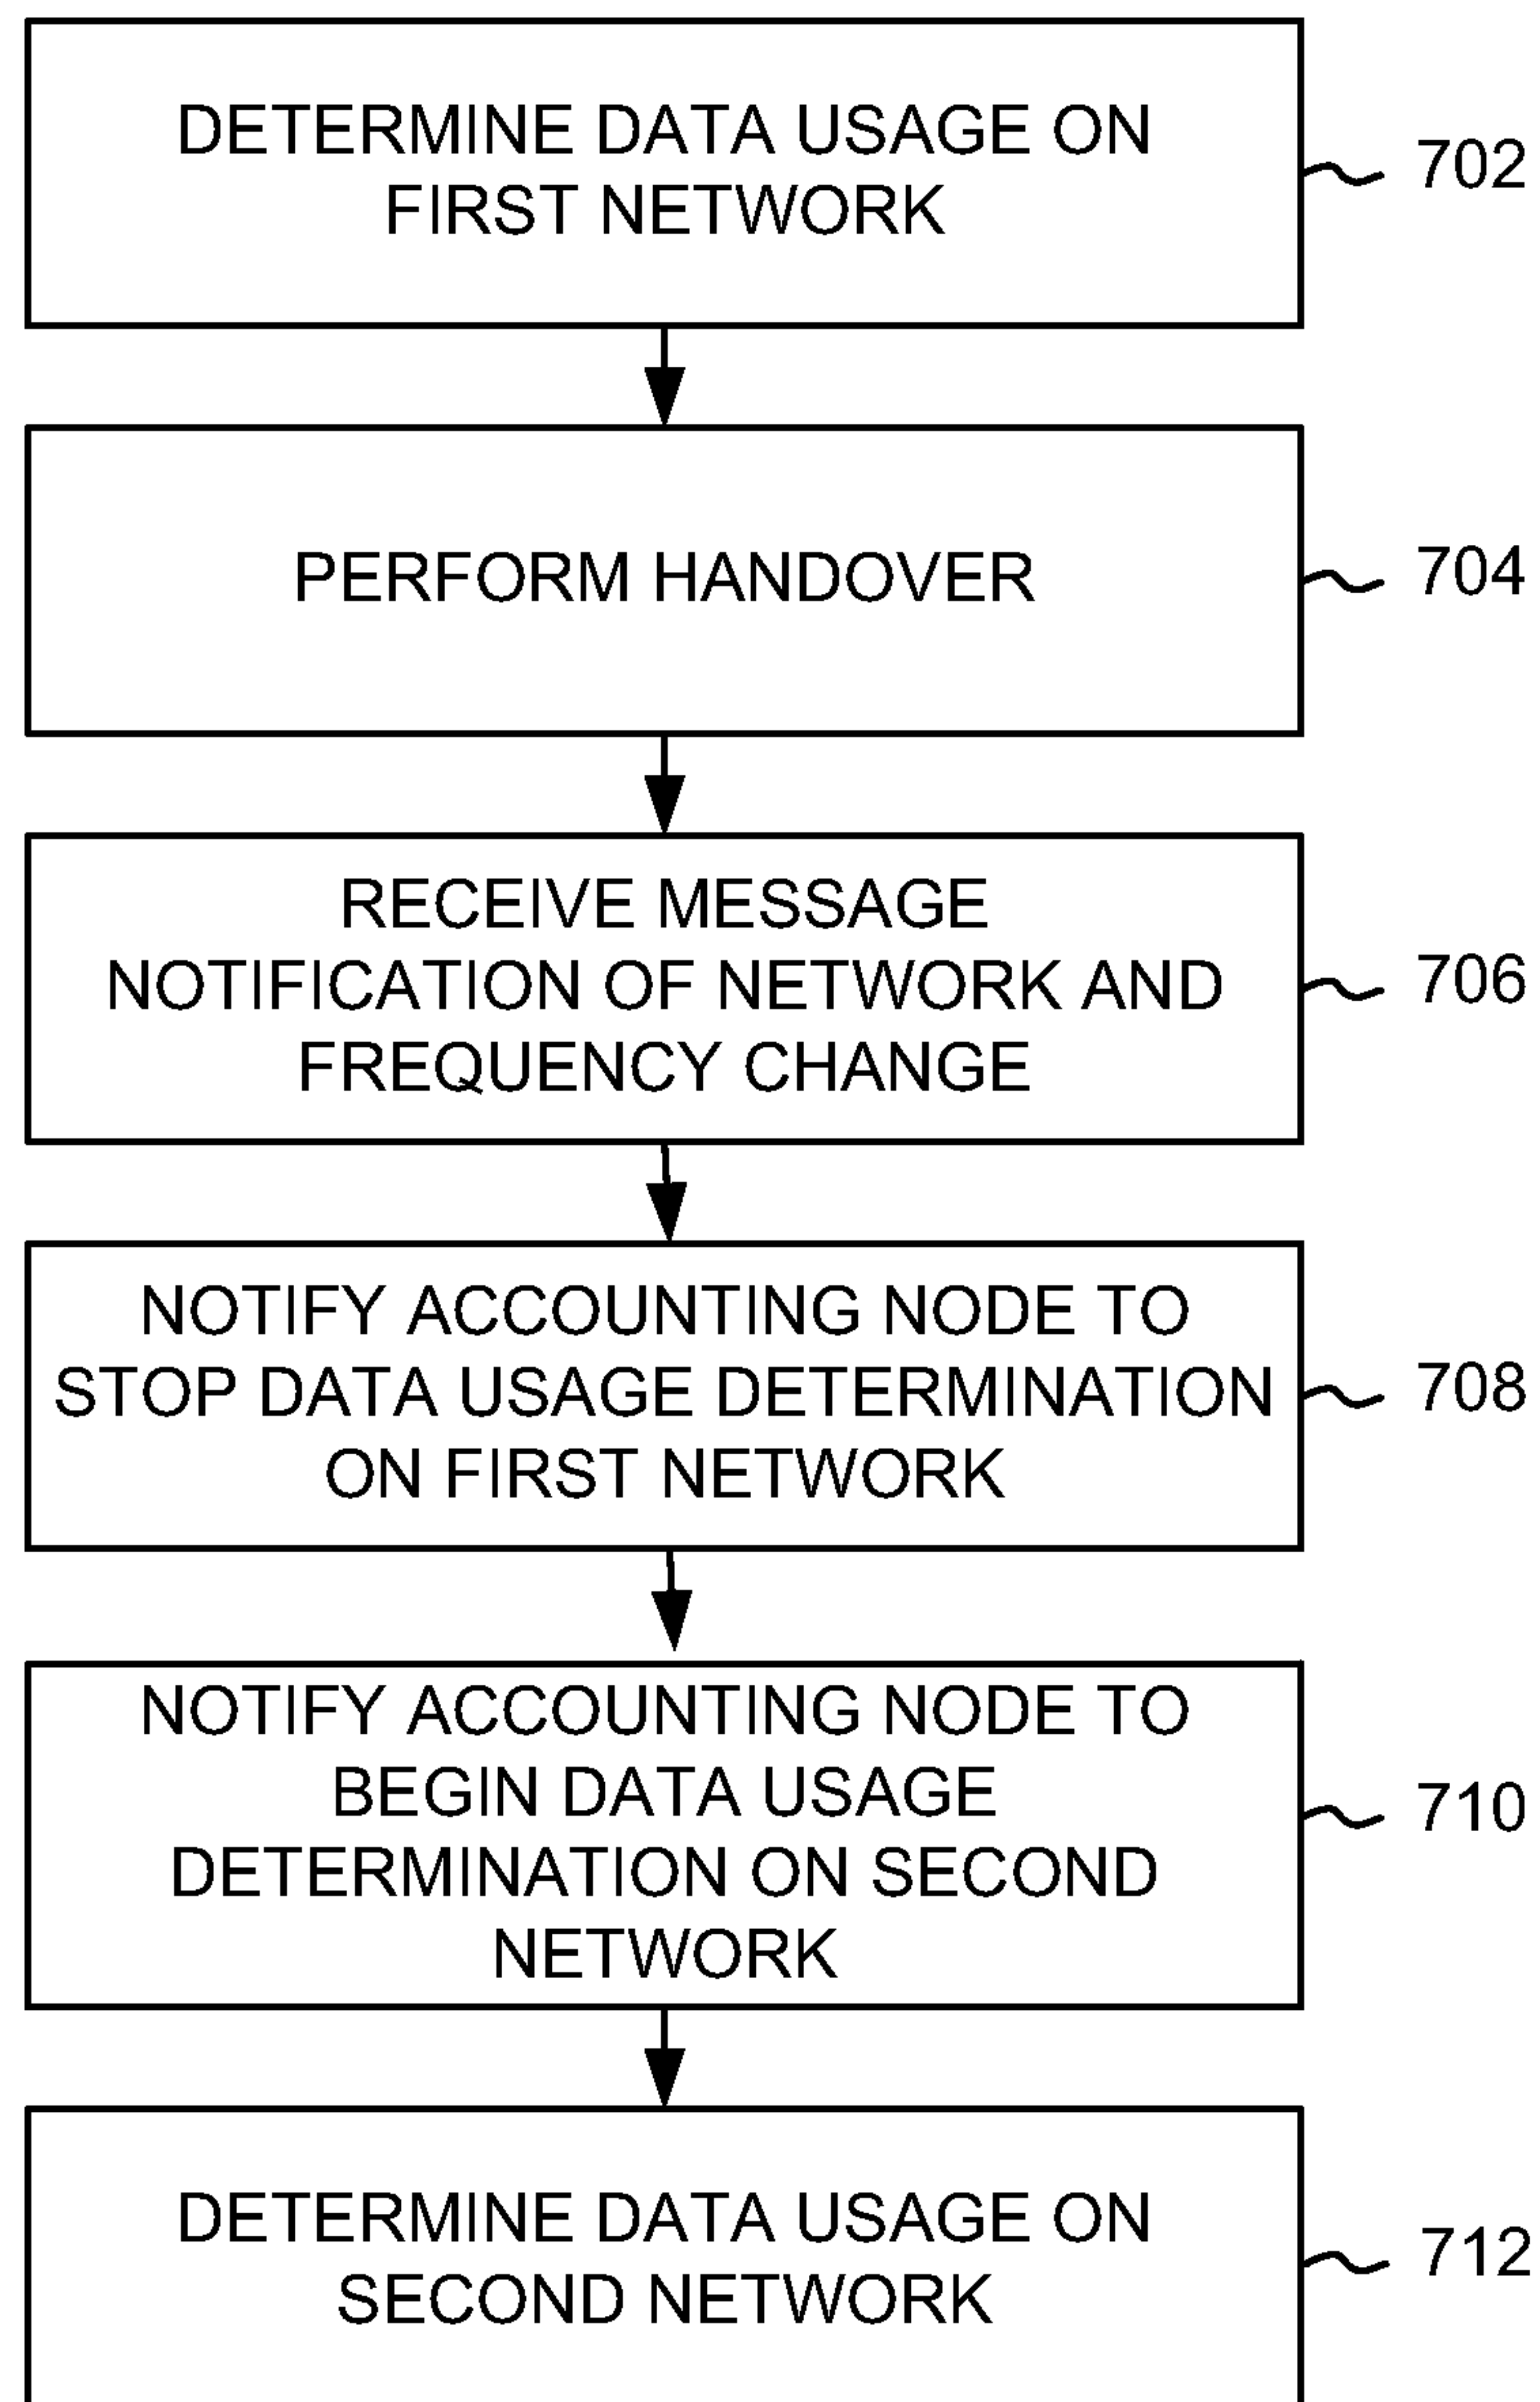 DETERMINE DATA USAGE ON
FIRST NETWORK
702
PERFORM HANDOVER
704
RECEIVE MESSAGE
NOTIFICATION OF NETWORK AND
FREQUENCY CHANGE
706
NOTIFY ACCOUNTING NODE TO
STOP DATA USAGE DETERMINATION
ON FIRST NETWORK
708
NOTIFY ACCOUNTING NODE TO
BEGIN DATA USAGE
DETERMINATION ON SECOND
NETWORK
710
DETERMINE DATA USAGE ON
SECOND NETWORK
712